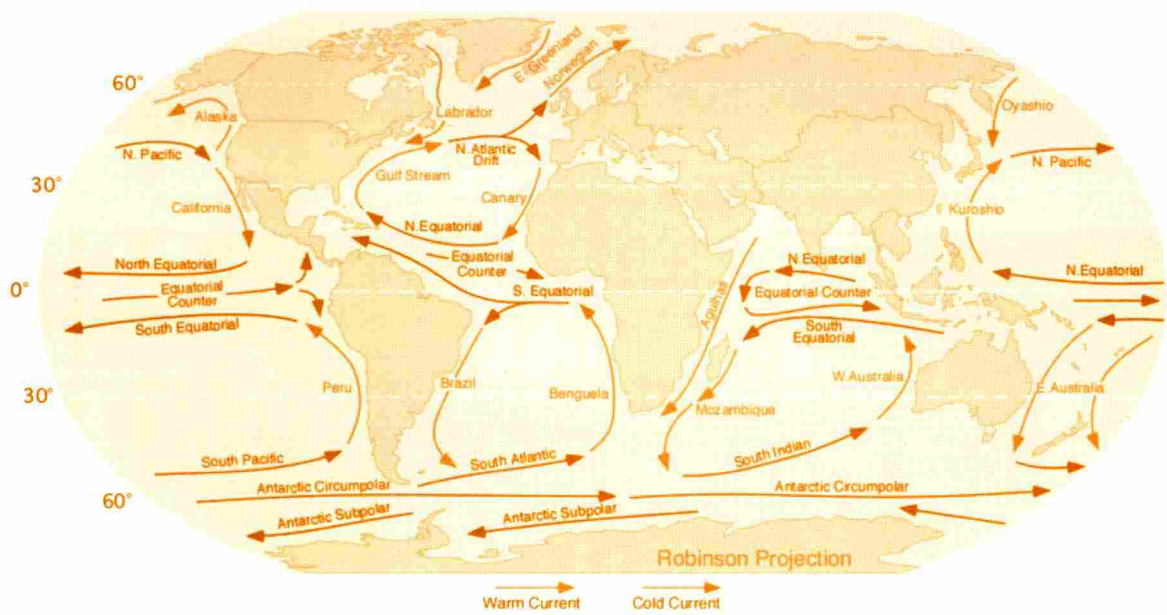 E. Greenland
Norwegian
60°
Alaska
Labrador
Oyashio
N. Pacific
N. Atlantic
Drift
N. Pacific
30°
Gulf Stream
Canary
California
Kuroshio
N. Equatorial
North Equatorial
Equatorial
Counter
N. Equatorial
N. Equatorial
0°
Equatorial
Counter
S. Equatorial
Agulhas
Equatorial Counter
South Equatorial
South
Equatorial
Peru
Brazil
Benguela
W. Australia
E. Australia
30°
Mozambique
South Pacific
South Atlantic
South Indian
60°
Antarctic Circumpolar
Antarctic Circumpolar
Antarctic Subpolar
Antarctic Subpolar
Robinson Projection
Warm Current
Cold Current